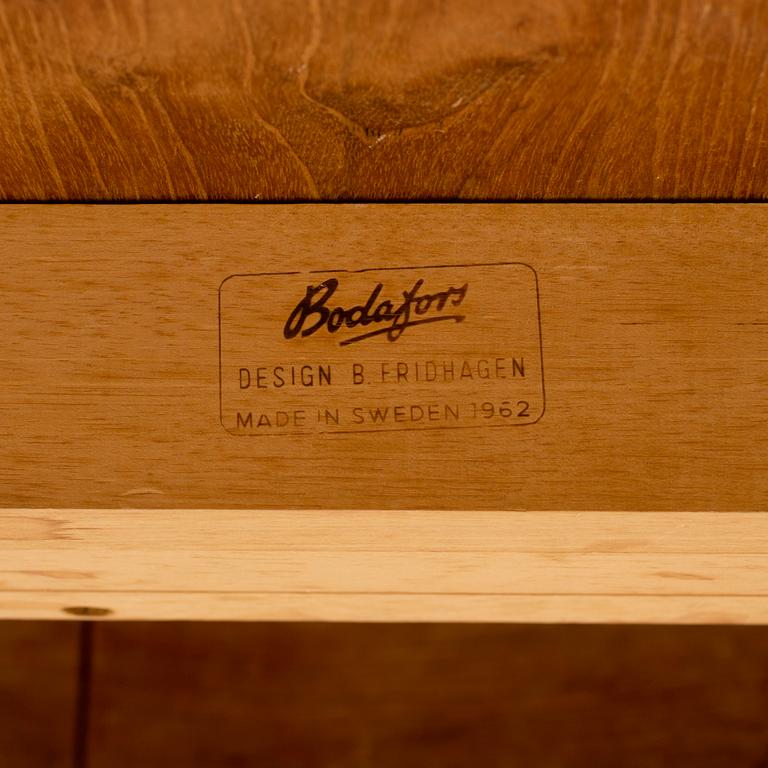 Bodafors
DESIGN B. FRIDHAGEN
MADE IN SWEDEN 1962